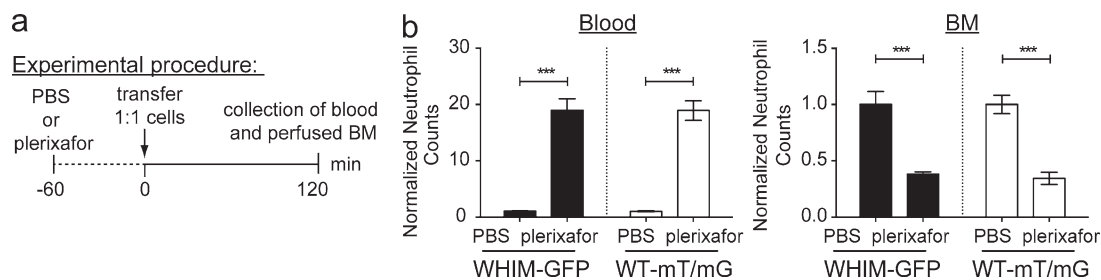 a
Experimental procedure:
PBS
or
plerixafor
transfer
1:1 cells
collection of blood
and perfused BM
min
-60
0
120
b
Blood
Normalized Neutrophil
Counts
30
20
10
0
***
***
PBS plerixafor
PBS plerixafor
WHIM-GFP
WT-mT/mG
BM
Normalized Neutrophil
Counts
1.5
1.0
0.5
0.0
***
***
PBS plerixafor
PBS plerixafor
WHIM-GFP
WT-mT/mG